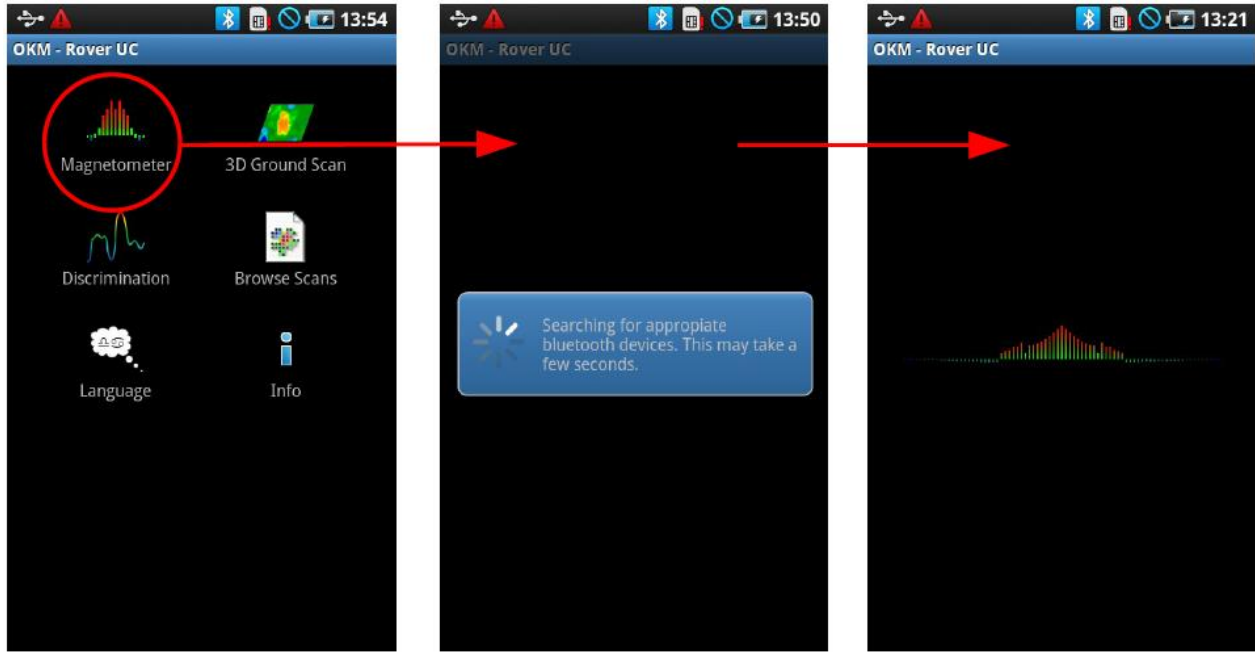 13:54
OKM - Rover UC
Magnetometer
3D Ground Scan
Discrimination
Browse Scans
Language
Info
13:50
OKM - Rover UC
Searching for appropiate
bluetooth devices. This may take a
few seconds.
13:21
OKM - Rover UC